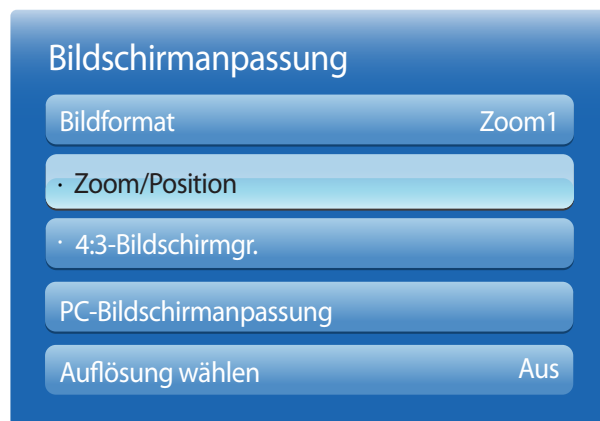 Bildschirmanpassung
Bildformat Zoom1
· Zoom/Position
· 4:3-Bildschirmgr.
PC-Bildschirmanpassung
Auflösung wählen Aus